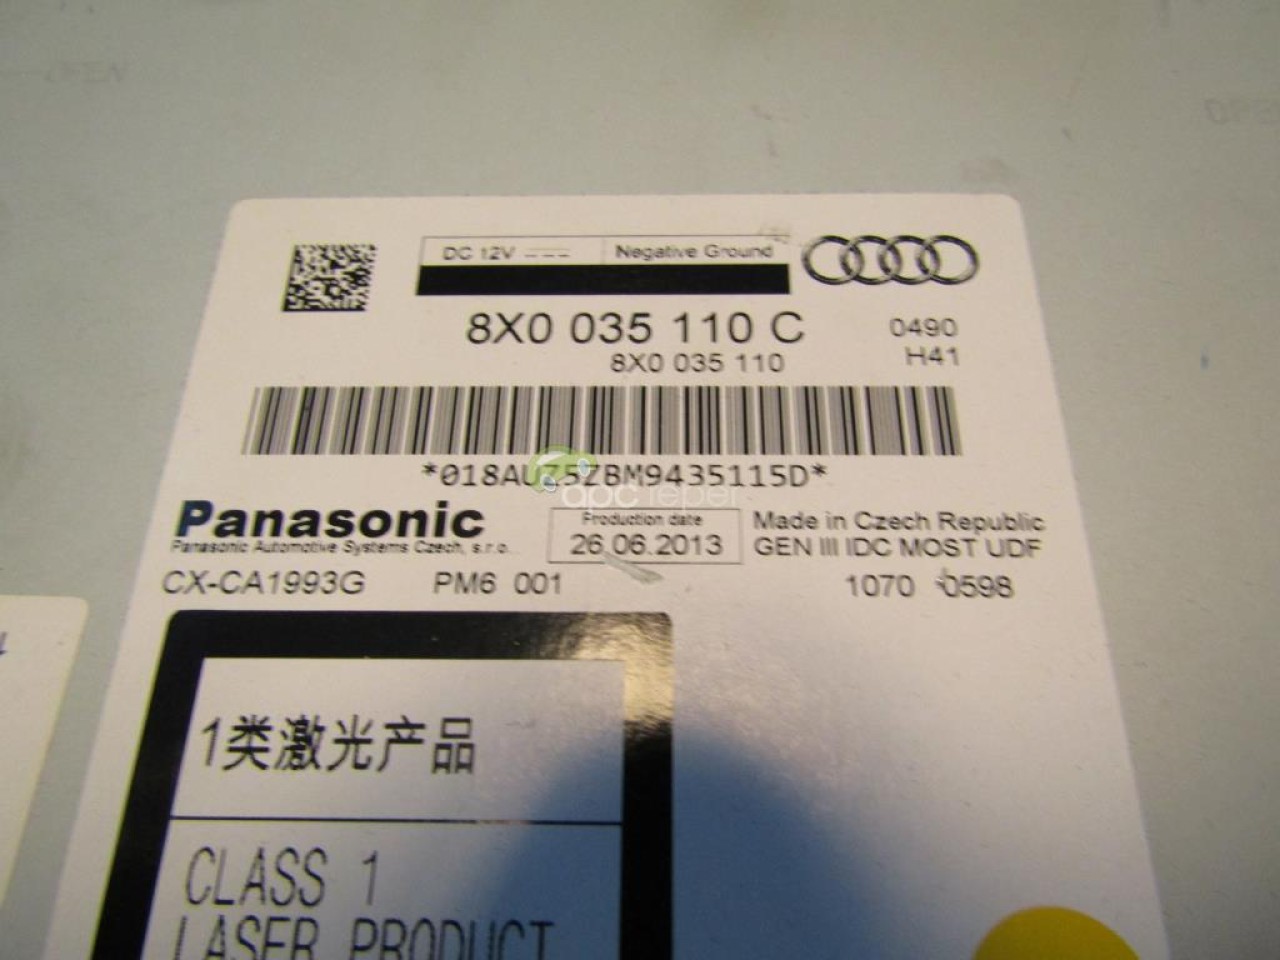 DC 12V Negative Ground
8X0 035 110 C 0490
8X0 035 110 H41
*018AUZ5ZBM9435115D*
Panasonic Production date Made in Czech Republic
Panasonic Automotive Systems Czech, s.r.o. 26.06.2013 GEN III IDC MOST UDF
CX-CA1993G PM6 001 1070 0598
1类激光产品
CLASS 1
LASER PRODUCT